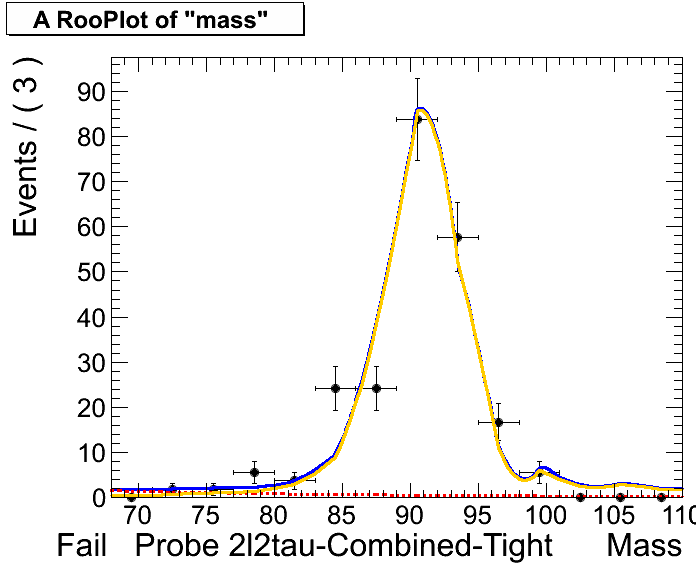 A RooPlot of "mass"
Events / ( 3 )
90
80
70
60
50
40
30
20
10
0
70 75 80 85 90 95 100 105 110
Fail Probe 2l2tau-Combined-Tight Mass